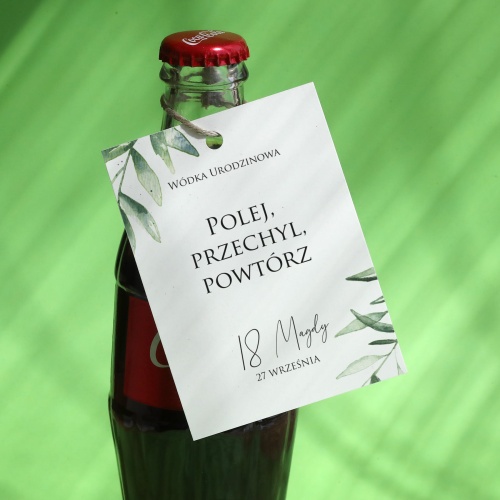 Coca-Cola
Wódka Urodzinowa
Polej,
przechyl,
powtórz
18 Magdy
27 września